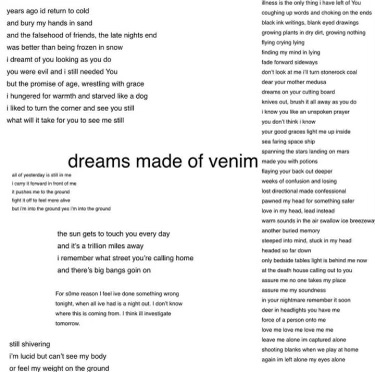 years ago id return to cold
and bury my hands in sand
and the falsehood of friends, the late nights end
was better than being frozen in snow
i dreamt of you looking as you do
you were evil and i still needed You
but the promise of age, wrestling with grace
i hungered for warmth and starved like a dog
i liked to turn the corner and see you still
what will it take for you to see me still
dreams made of venim
all of yesterday is still in me
i carry it forward in front of me
it pushes me to the ground
fight it off to feel more alive
but i'm into the ground yes i'm into the ground
the sun gets to touch you every day
and it's a trillion miles away
i remember what street you're calling home
and there's big bangs goin on
For s0me reason I feel ive done something wrong
tonight, when all ive had is a night out. I don't know
where this is coming from. I think ill investigate
tomorrow.
still shivering
i'm lucid but can't see my body
or feel my weight on the ground
illness is the only thing i have left of You
coughing up words and choking on the ends
black ink writings, blank eyed drawings
growing plants in dry dirt, growing nothing
flying crying lying
finding my mind in lying
fade forward sideways
don't look at me i'll turn stonerock coal
dear your mother medusa
dreams on your cutting board
knives out, brush it all away as you do
i know you like an unspoken prayer
you don't think i know
your good graces light me up inside
sea faring space ship
spanning the stars landing on mars
made you with potions
flaying your back out deeper
weeks of confusion and losing
lost directional made confessional
pawned my head for something safer
love in my head, lead instead
warm sounds in the air swallow ice breezeway
another buried memory
steeped into mind, stuck in my head
headed so far down
only bedside tables light is behind me now
at the death house calling out to you
assure me no one takes my place
assure me my soundness
in your nightmare remember it soon
deer in headlights you have me
force of a person onto me
love me love me love me me
leave me alone im captured alone
shooting blanks when we play at home
again im left alone my eyes alone